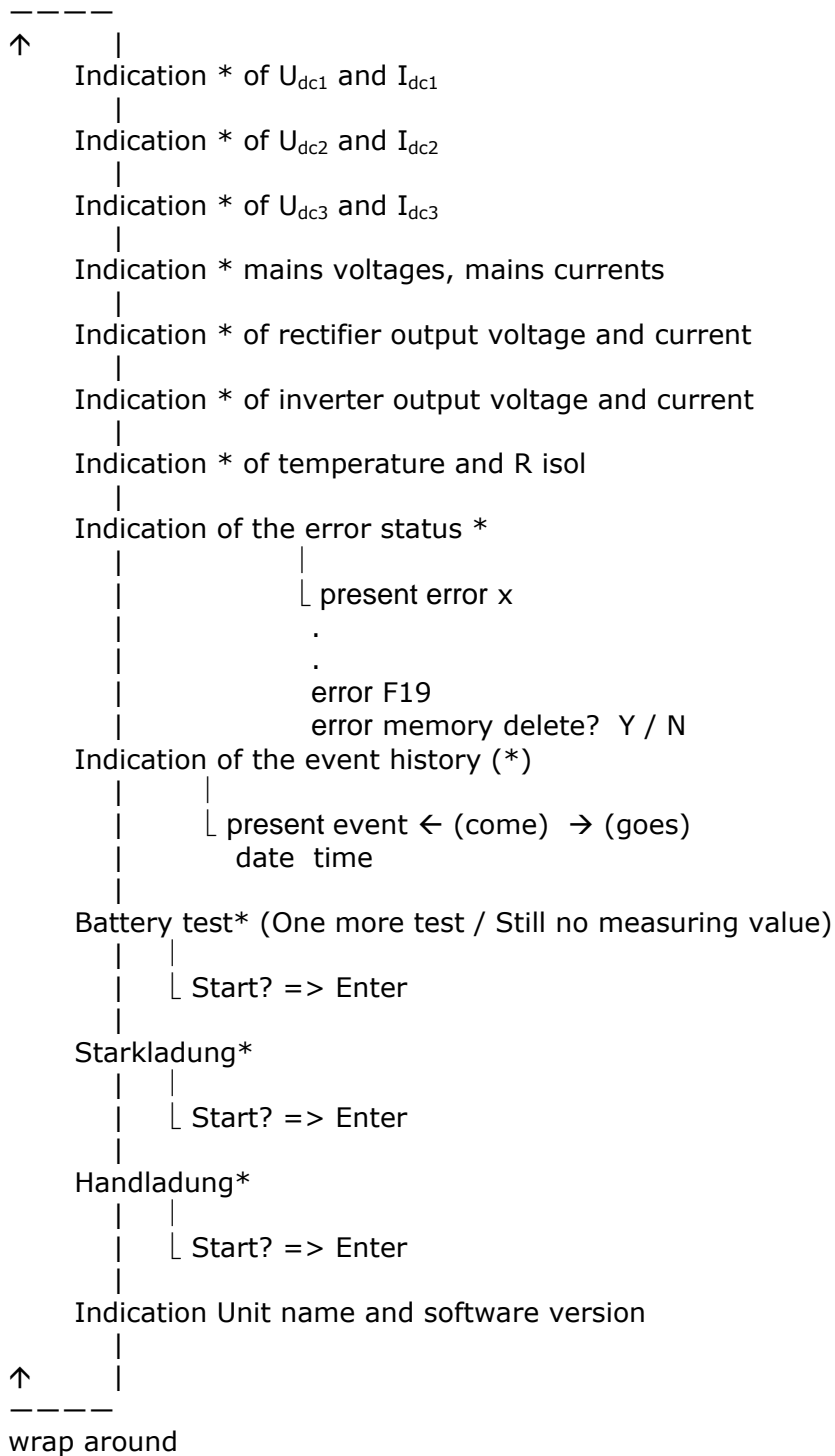 Indication * of Udc1 and Idc1
Indication * of Udc2 and Idc2
Indication * of Udc3 and Idc3
Indication * mains voltages, mains currents
Indication * of rectifier output voltage and current
Indication * of inverter output voltage and current
Indication * of temperature and R isol
Indication of the error status *
present error x
.
.
error F19
error memory delete? Y / N
Indication of the event history (*)
present event ← (come) → (goes)
date time
Battery test* (One more test / Still no measuring value)
Start? => Enter
Starkladung*
Start? => Enter
Handladung*
Start? => Enter
Indication Unit name and software version
wrap around